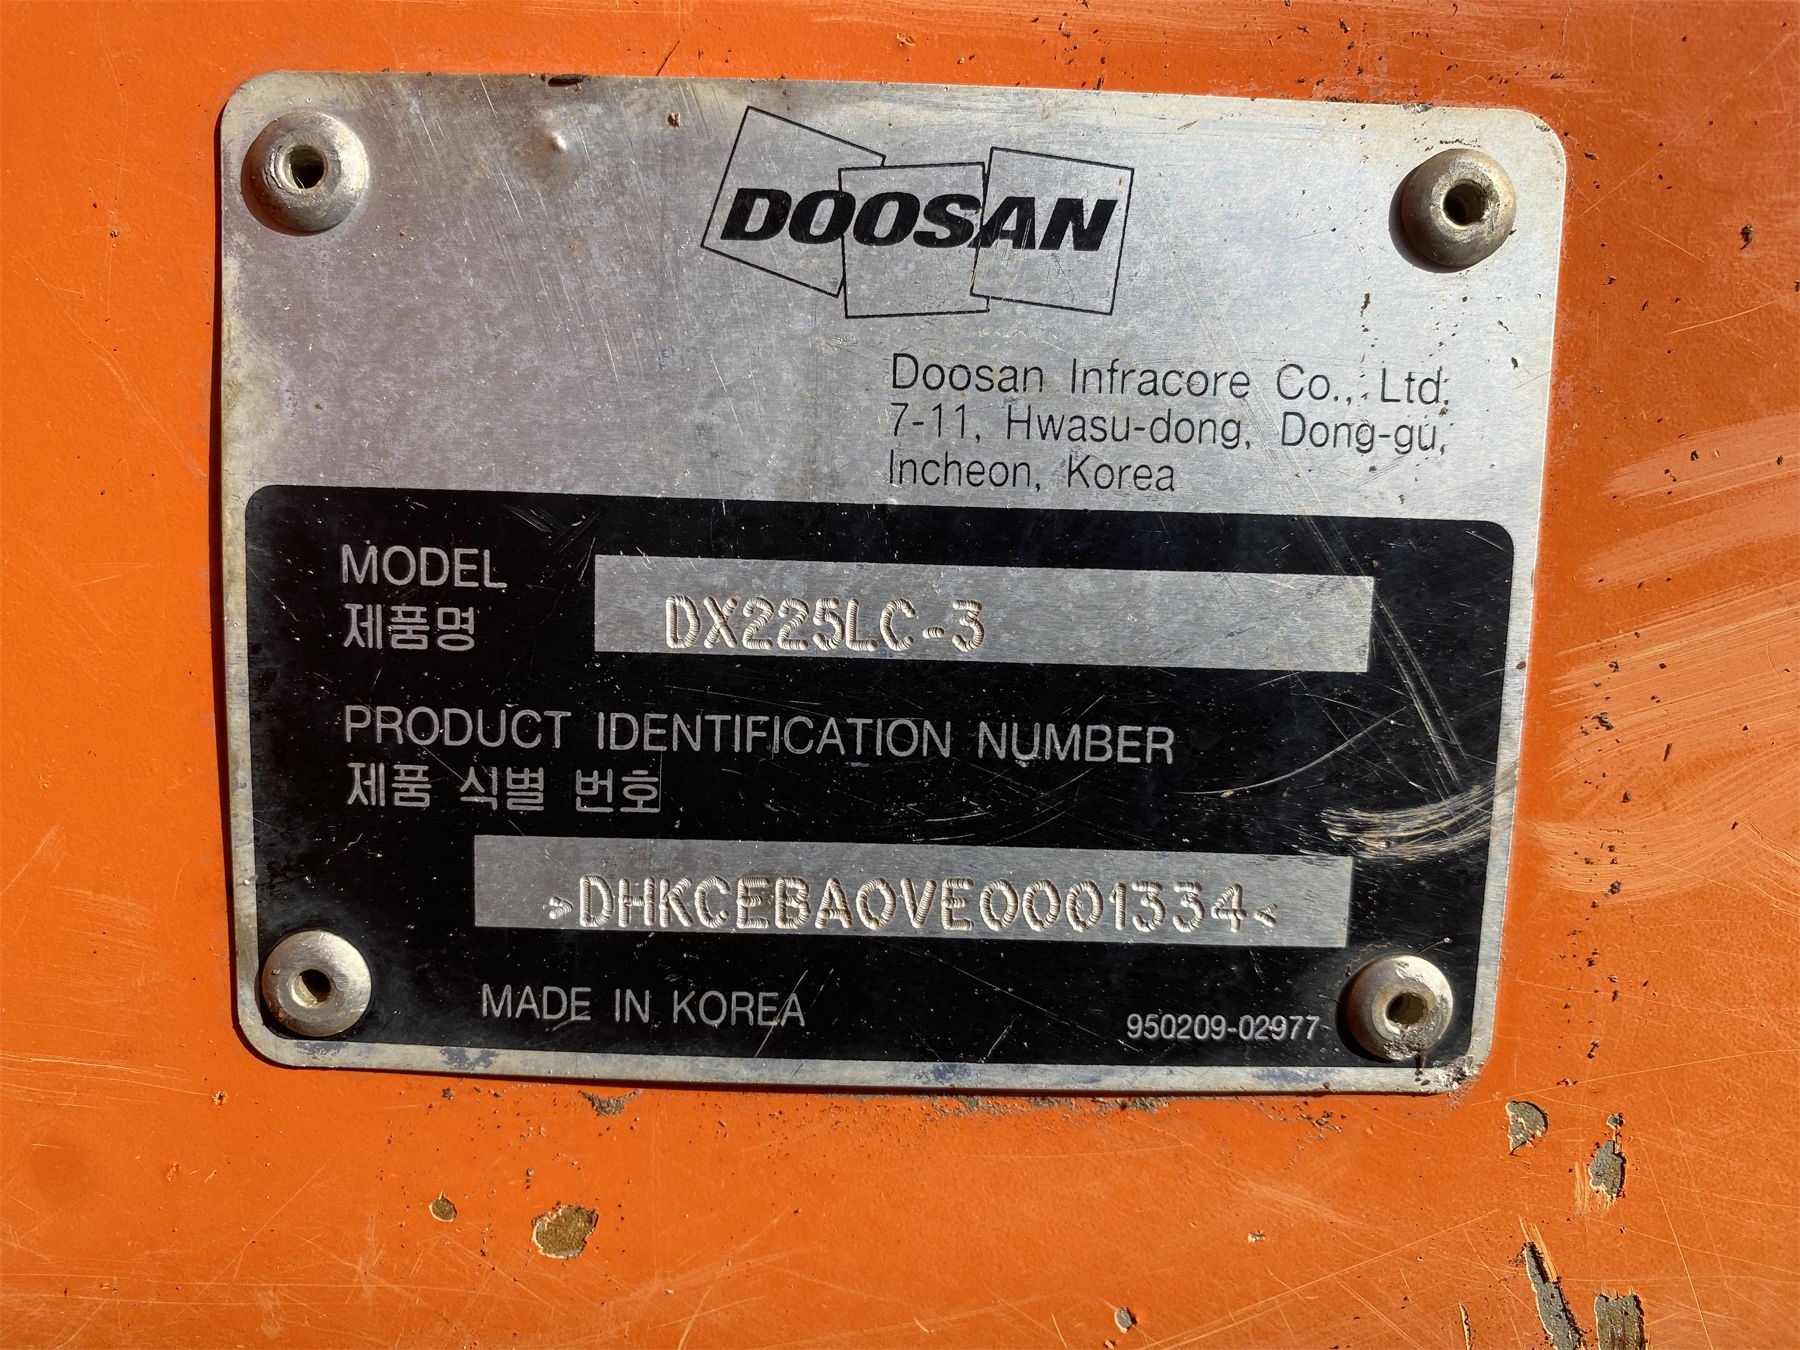 DOOSAN
Doosan Infracore Co., Ltd.
7-11, Hwasu-dong, Dong-gu,
Incheon, Korea
MODEL
제품명
DX225LC-3
PRODUCT IDENTIFICATION NUMBER
제품 식별 번호
>DHKCEBAOVE0001334<
MADE IN KOREA
950209-02977